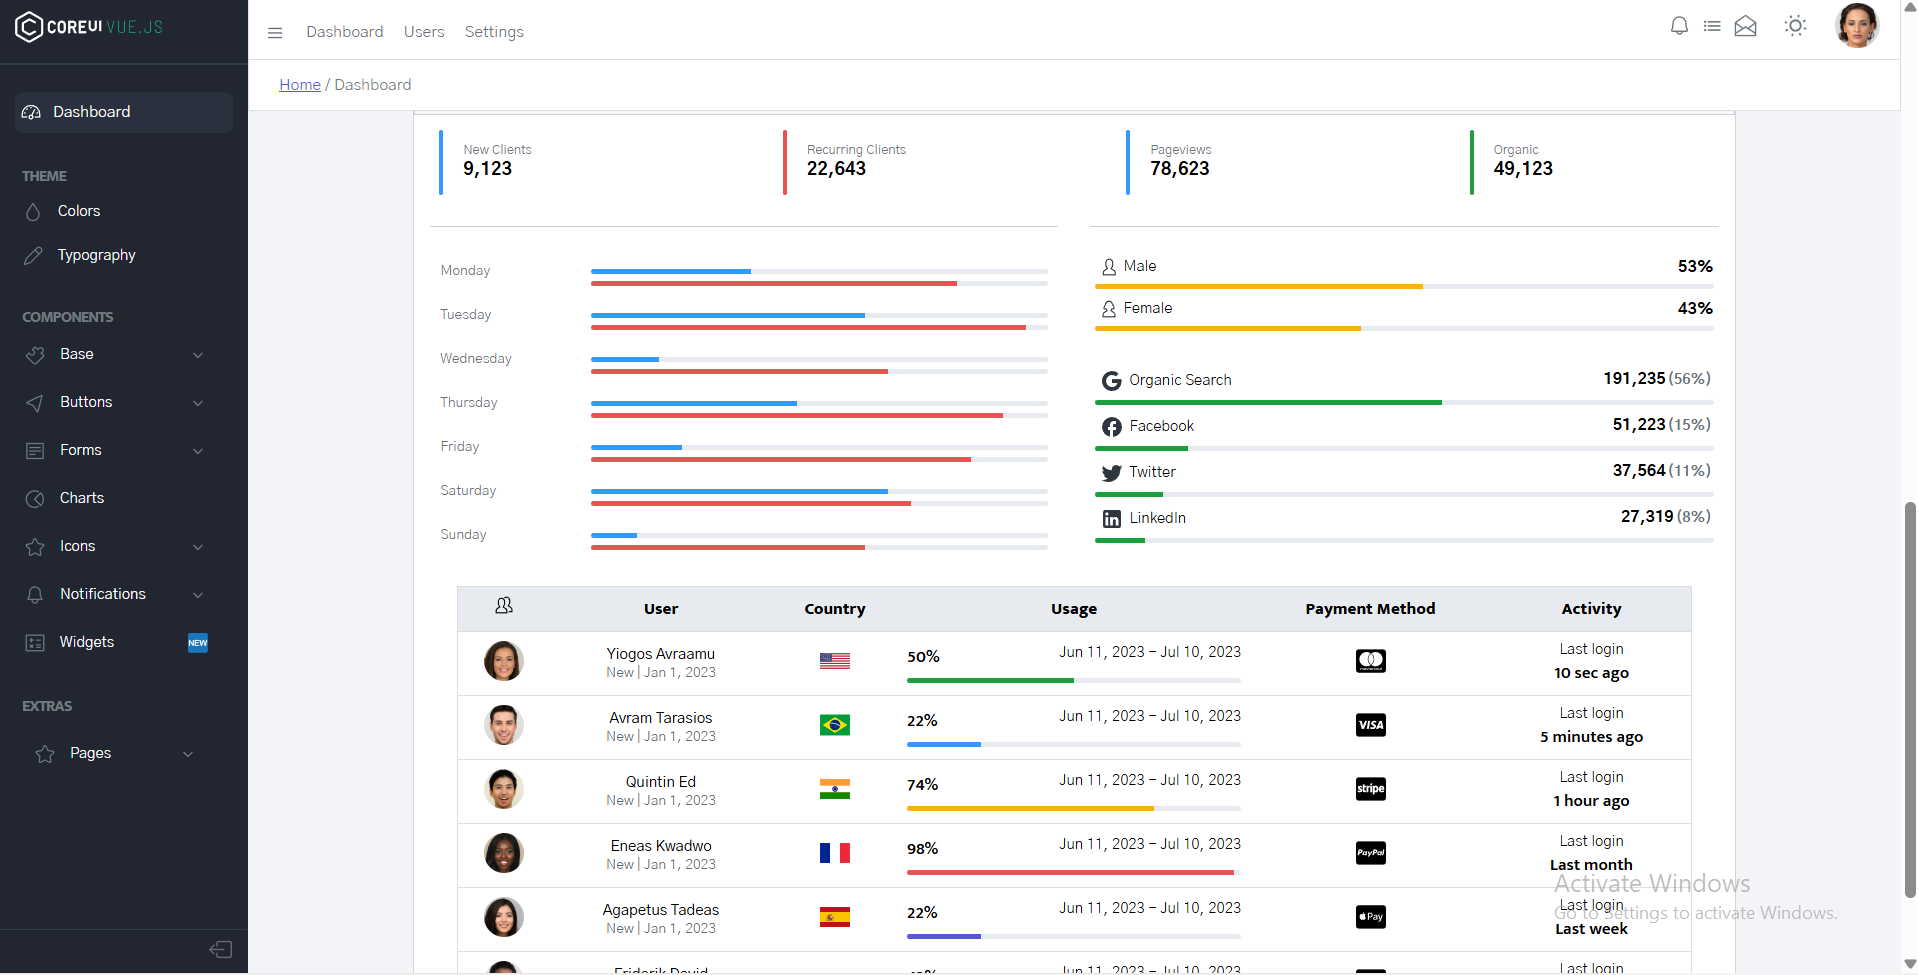 COREUI VUE.JS
Dashboard Users Settings
Home / Dashboard
Dashboard
THEME
Colors
Typography
COMPONENTS
Base
Buttons
Forms
Charts
Icons
Notifications
Widgets NEW
EXTRAS
Pages
New Clients
9,123
Recurring Clients
22,643
Pageviews
78,623
Organic
49,123
Monday
Tuesday
Wednesday
Thursday
Friday
Saturday
Sunday
Male 53%
Female 43%
Organic Search 191,235 (56%)
Facebook 51,223 (15%)
Twitter 37,564 (11%)
LinkedIn 27,319 (8%)
User Country Usage Payment Method Activity
Yiogos Avraamu
New | Jan 1, 2023
50% Jun 11, 2023 - Jul 10, 2023
Last login
10 sec ago
Avram Tarasios
New | Jan 1, 2023
22% Jun 11, 2023 - Jul 10, 2023
VISA
Last login
5 minutes ago
Quintin Ed
New | Jan 1, 2023
74% Jun 11, 2023 - Jul 10, 2023
stripe
Last login
1 hour ago
Eneas Kwadwo
New | Jan 1, 2023
98% Jun 11, 2023 - Jul 10, 2023
PayPal
Last login
Last month
Agapetus Tadeas
New | Jan 1, 2023
22% Jun 11, 2023 - Jul 10, 2023
Pay
Last login
Last week
Friderik David
Jun 11, 2023 - Jul 10, 2023
Last login
Activate Windows
Go to Settings to activate Windows.